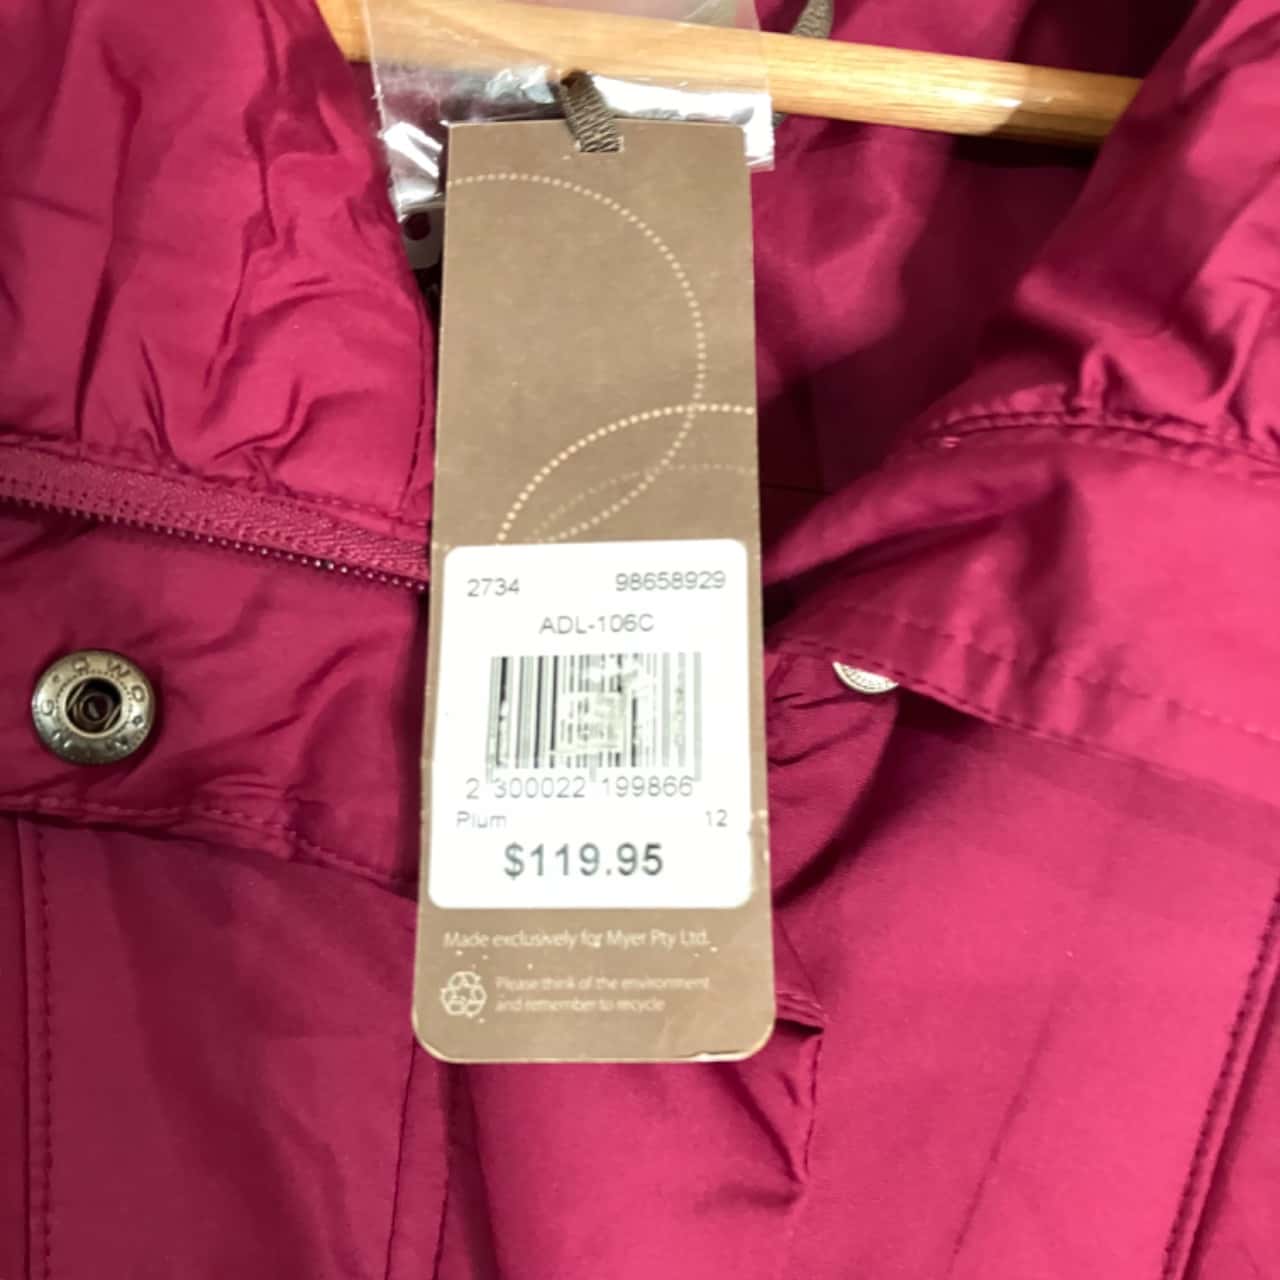 2734 98658929
ADL-106C
2 300022 199866
Plum 12
$119.95
Made exclusively for Myer Pty Ltd.
Please think of the environment
and remember to recycle